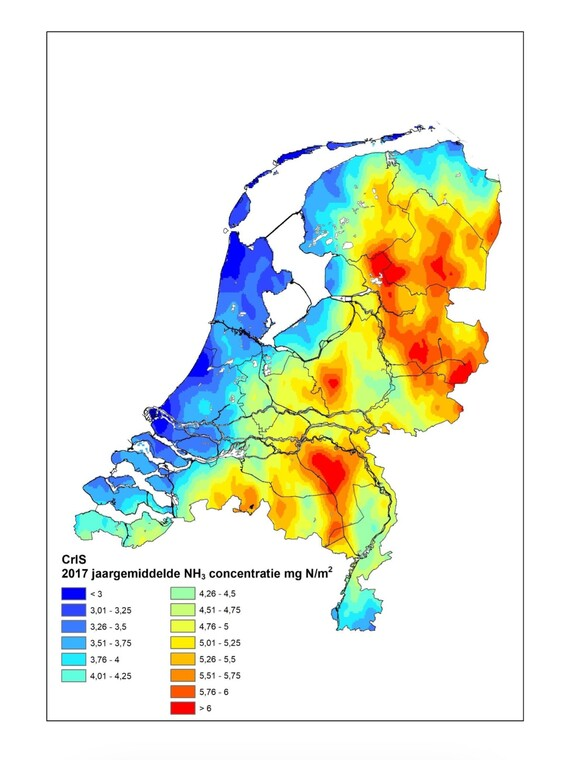 CrIS
2017 jaargemiddelde NH₃ concentratie mg N/m²
< 3
3,01 - 3,25
3,26 - 3,5
3,51 - 3,75
3,76 - 4
4,01 - 4,25
4,26 - 4,5
4,51 - 4,75
4,76 - 5
5,01 - 5,25
5,26 - 5,5
5,51 - 5,75
5,76 - 6
> 6